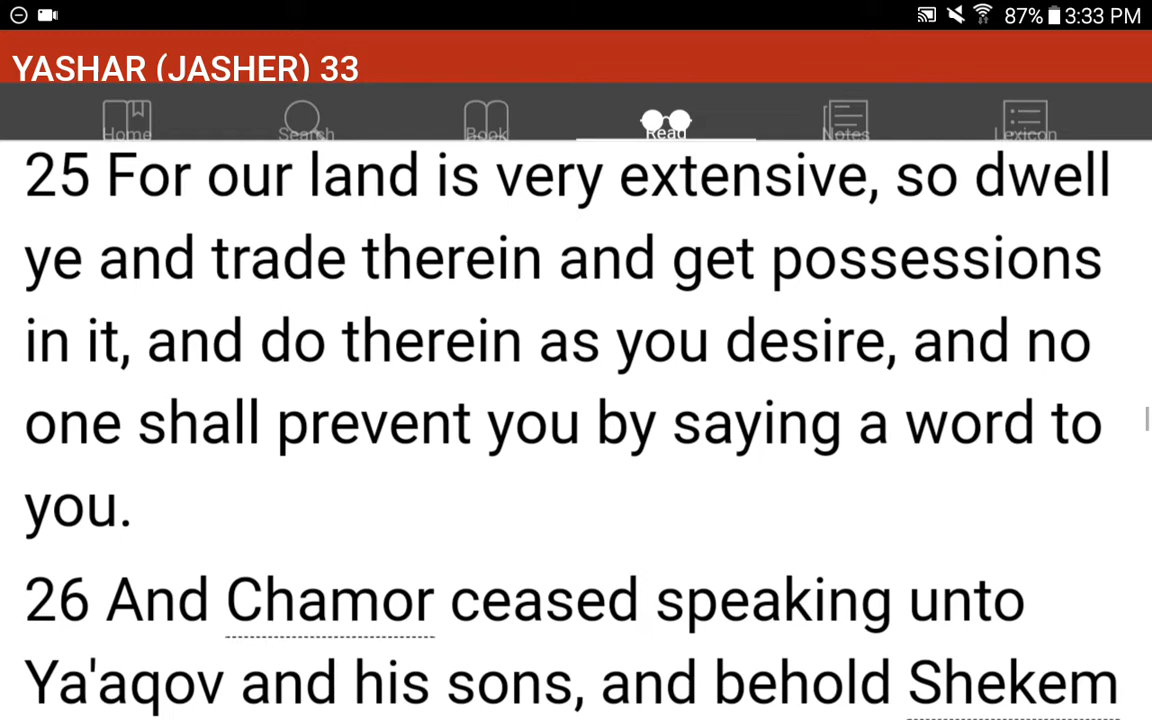 87% 3:33 PM
YASHAR (JASHER) 33
Home Search Book Read Notes Lexicon
25 For our land is very extensive, so dwell
ye and trade therein and get possessions
in it, and do therein as you desire, and no
one shall prevent you by saying a word to
you.
26 And Chamor ceased speaking unto
Ya'aqov and his sons, and behold Shekem